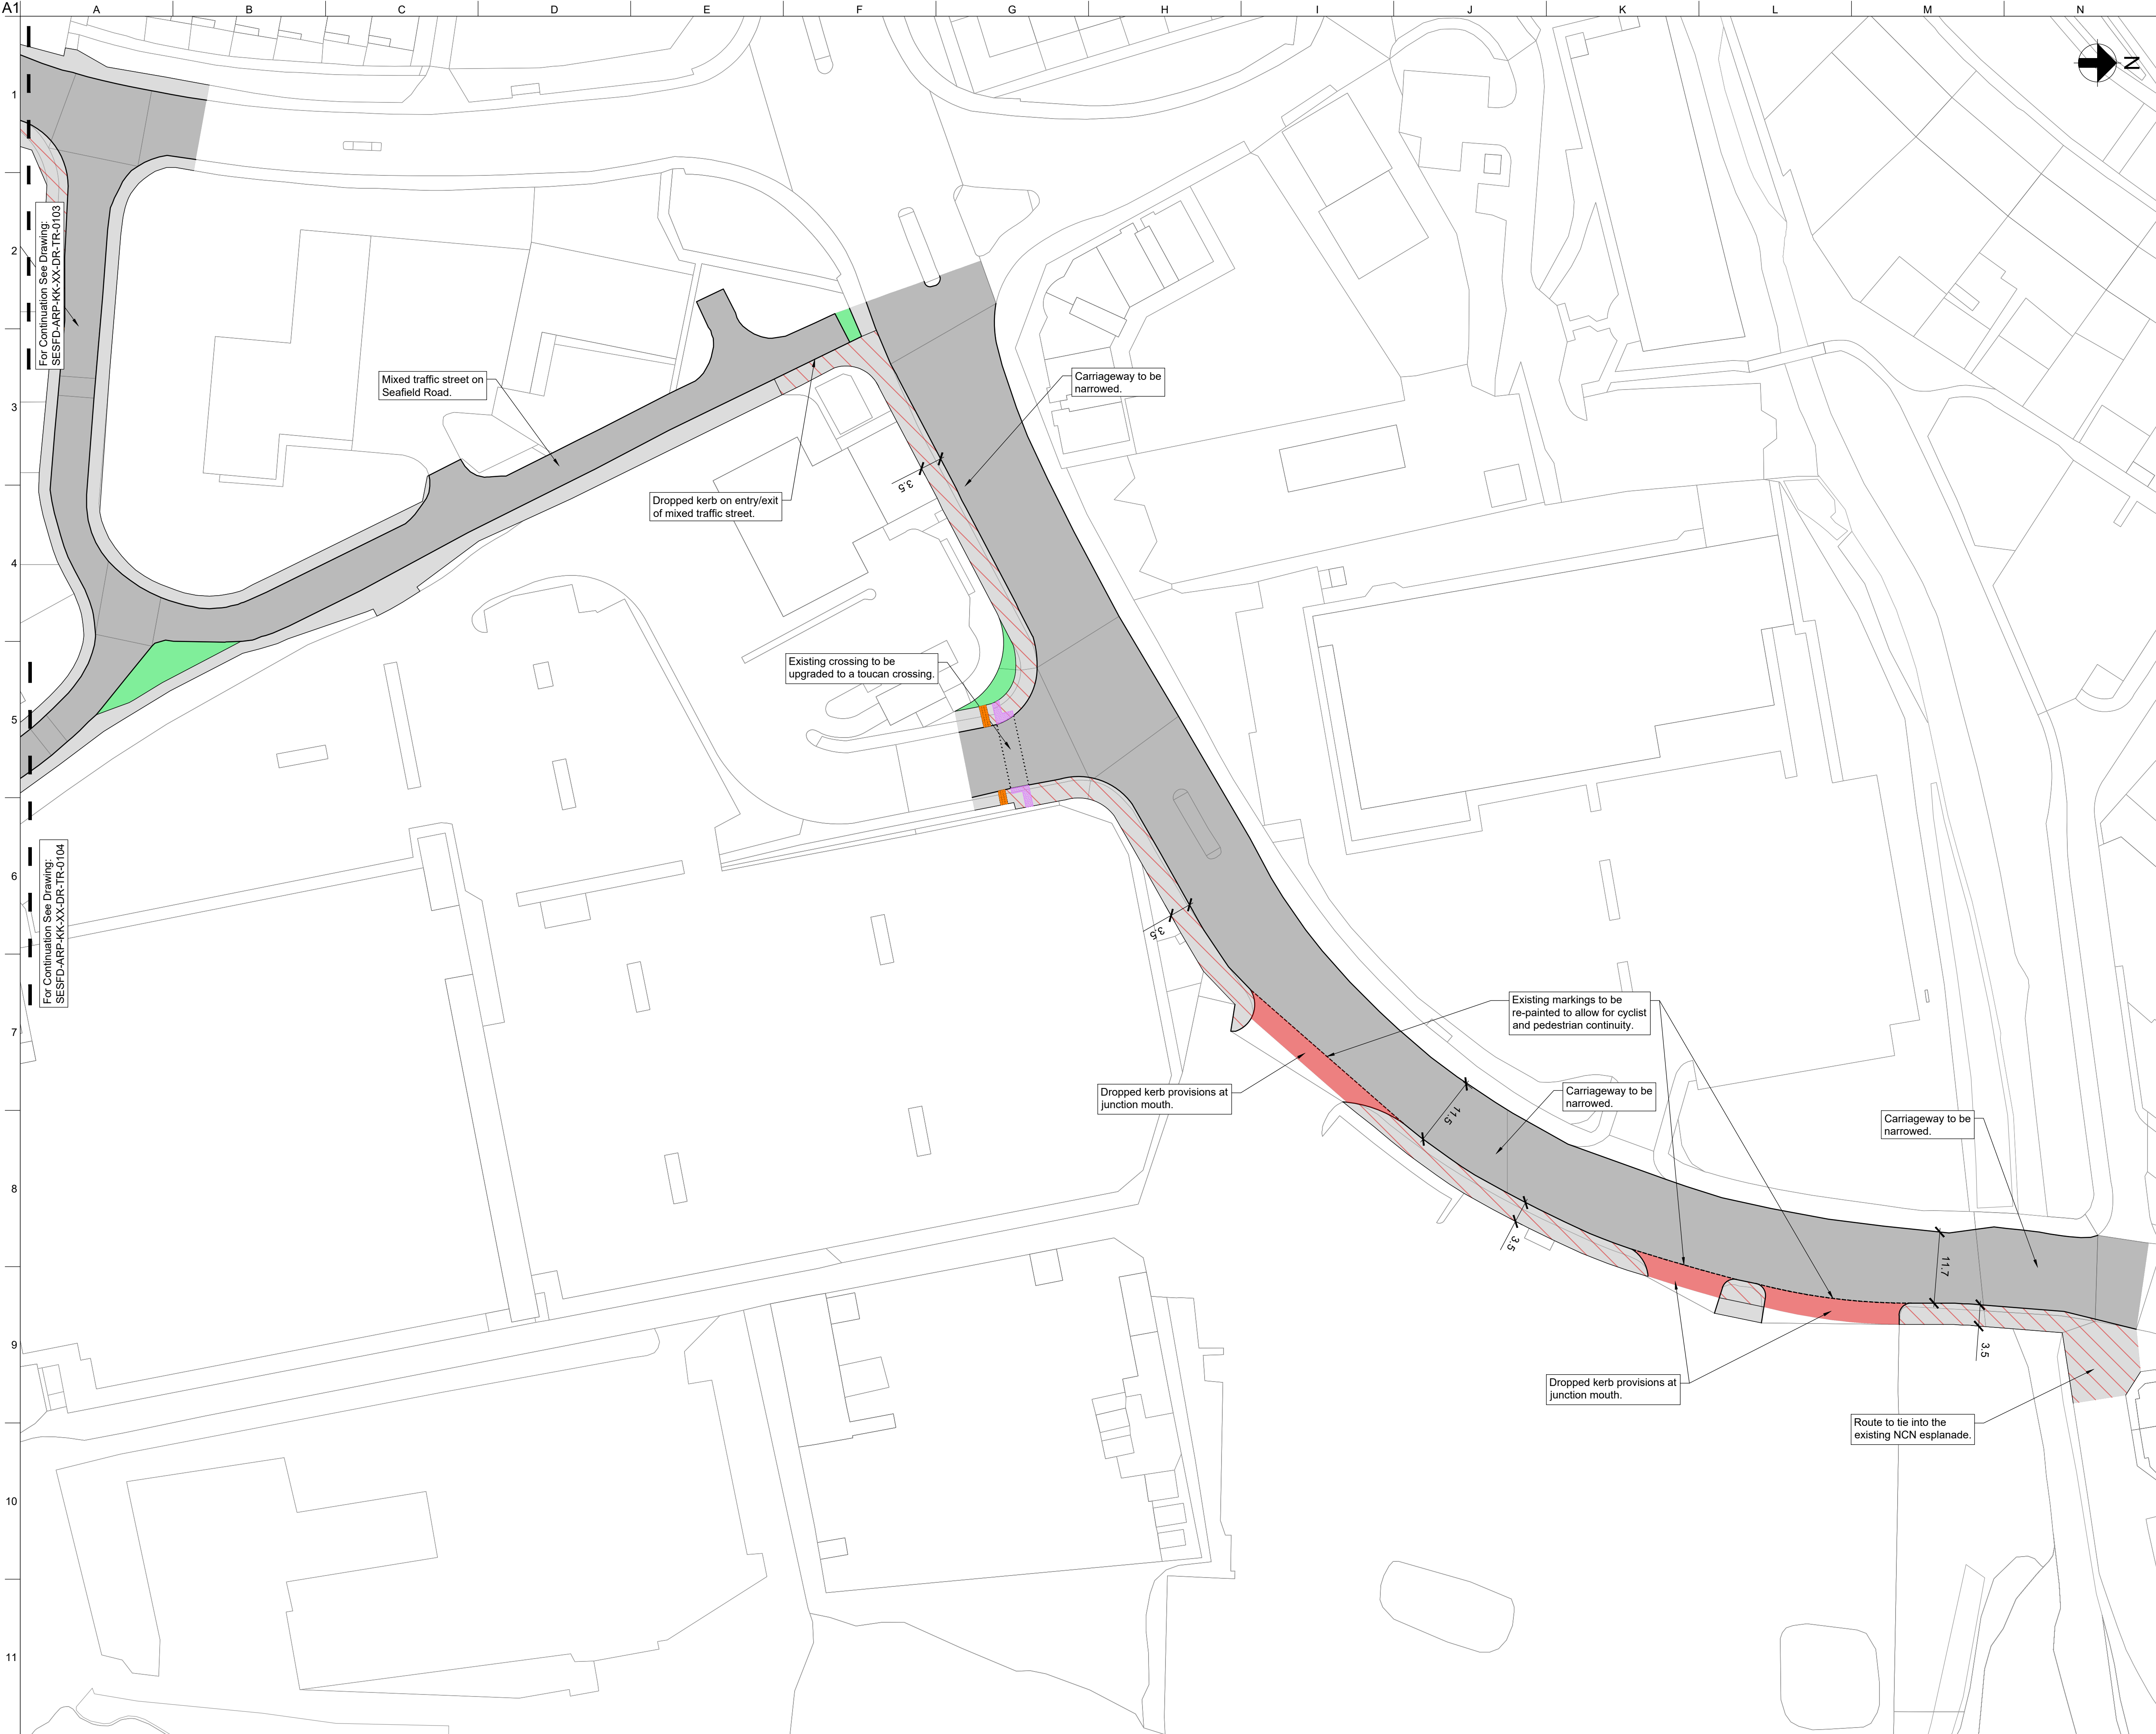 A1
A
B
C
D
E
F
G
H
I
J
K
L
M
N
N
1
2
3
4
5
6
7
8
9
10
11
For Continuation See Drawing:
SESFD-ARP-KK-XX-DR-TR-0103
Mixed traffic street on
Seafield Road.
Carriageway to be
narrowed.
Dropped kerb on entry/exit
of mixed traffic street.
3.5
Existing crossing to be
upgraded to a toucan crossing.
For Continuation See Drawing:
SESFD-ARP-KK-XX-DR-TR-0104
3.5
Existing markings to be
re-painted to allow for cyclist
and pedestrian continuity.
Dropped kerb provisions at
junction mouth.
11.5
Carriageway to be
narrowed.
Carriageway to be
narrowed.
3.5
11.7
3.5
Dropped kerb provisions at
junction mouth.
Route to tie into the
existing NCN esplanade.